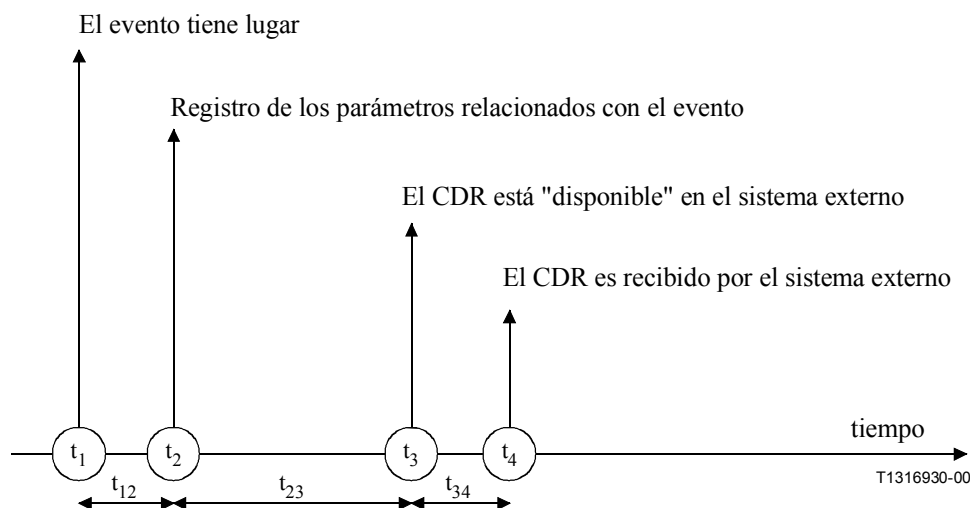 El evento tiene lugar
Registro de los parámetros relacionados con el evento
El CDR está "disponible" en el sistema externo
El CDR es recibido por el sistema externo
tiempo
t1
t2
t3
t4
T1316930-00
t12
t23
t34